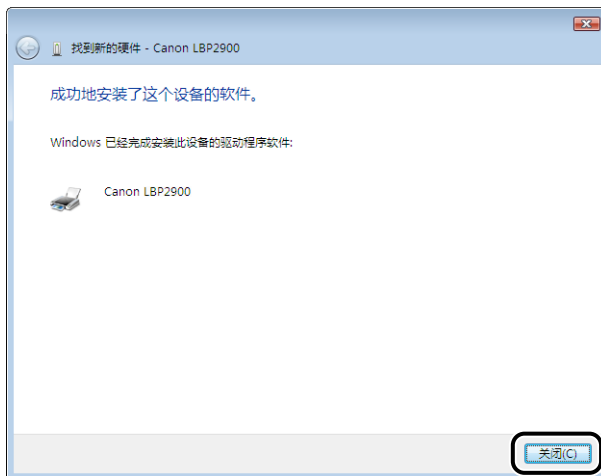 找到新的硬件 - Canon LBP2900
成功地安装了这个设备的软件。
Windows 已经完成安装此设备的驱动程序软件:
Canon LBP2900
关闭(C)